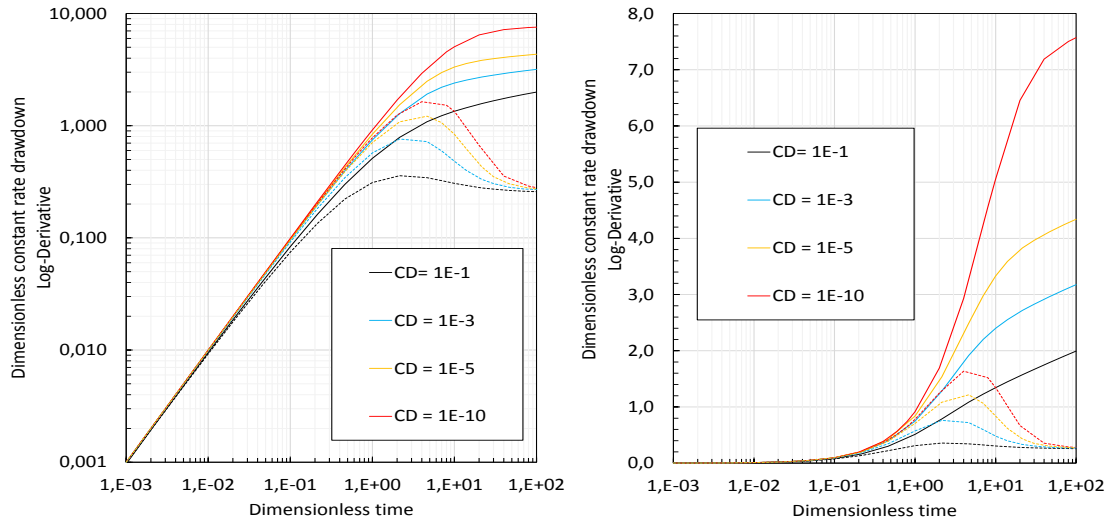 Dimensionless constant rate drawdown
Log-Derivative
10,000
1,000
0,100
0,010
0,001
1,E-03
1,E-02
1,E-01
1,E+00
1,E+01
1,E+02
Dimensionless time
CD= 1E-1
CD = 1E-3
CD = 1E-5
CD = 1E-10
Dimensionless constant rate drawdown
Log-Derivative
8,0
7,0
6,0
5,0
4,0
3,0
2,0
1,0
0,0
1,E-03
1,E-02
1,E-01
1,E+00
1,E+01
1,E+02
Dimensionless time
CD= 1E-1
CD = 1E-3
CD = 1E-5
CD = 1E-10